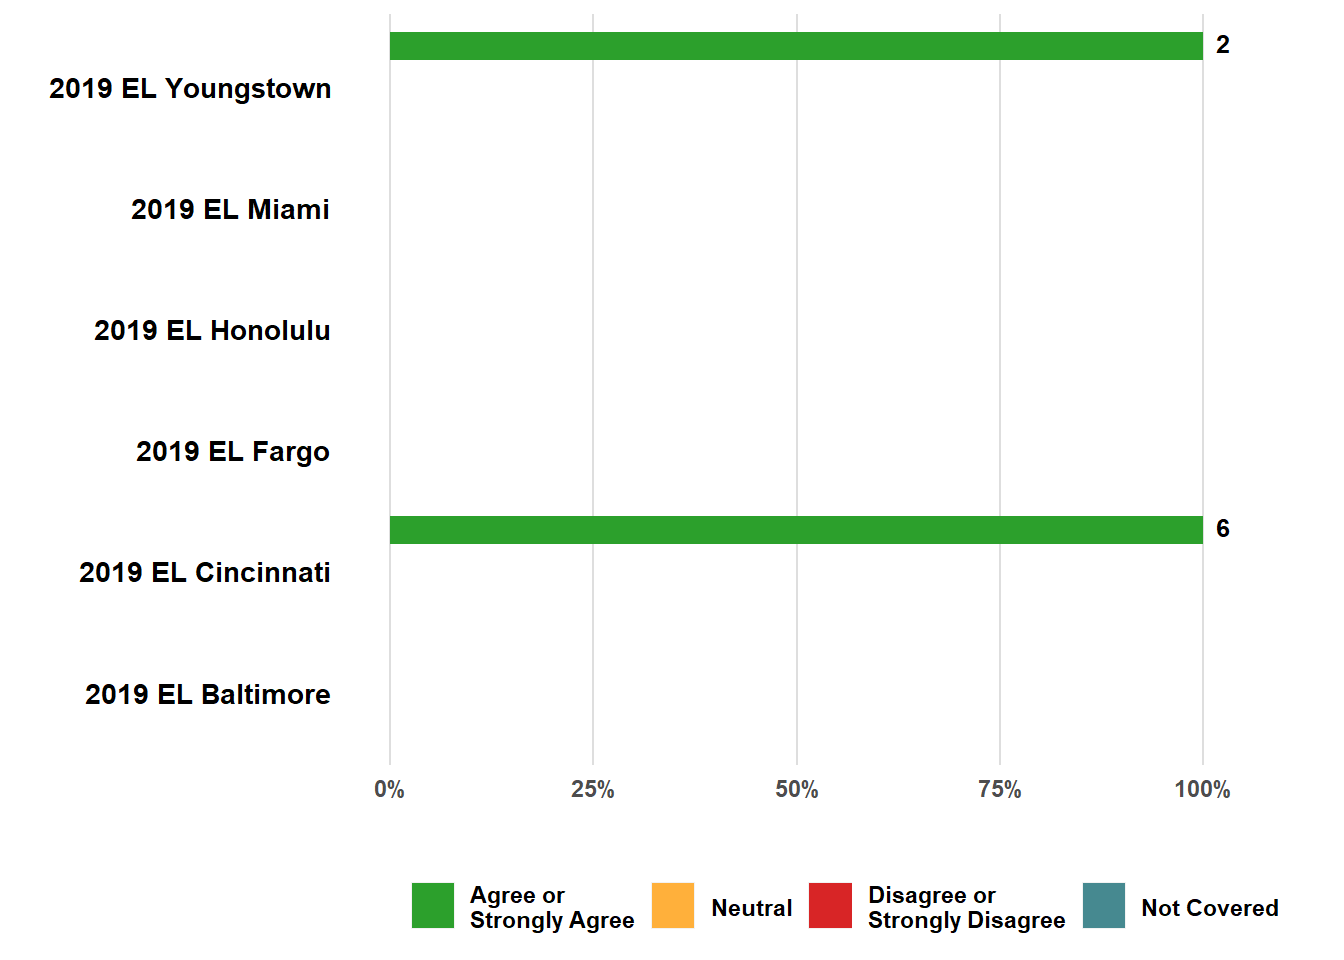 2
2019 EL Youngstown
2019 EL Miami
2019 EL Honolulu
2019 EL Fargo
6
2019 EL Cincinnati
2019 EL Baltimore
0% 25% 50% 75% 100%
Agree or
Strongly Agree
Neutral
Disagree or
Strongly Disagree
Not Covered